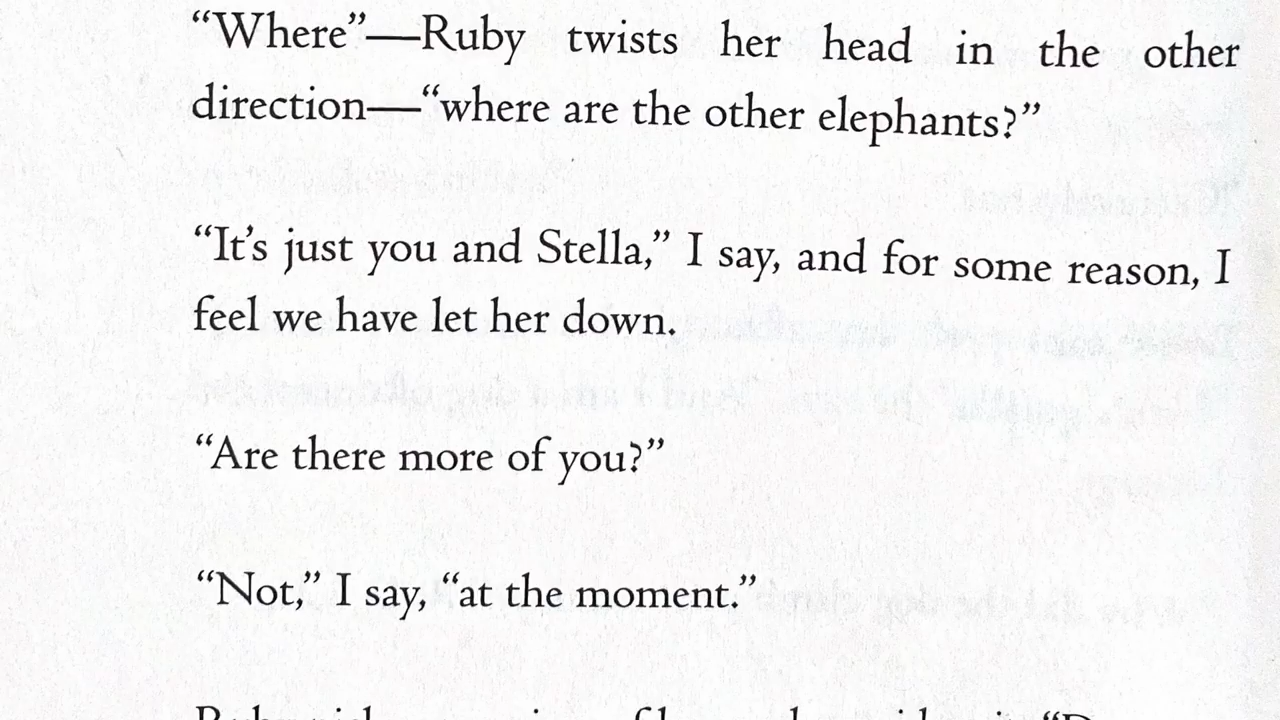 “Where”—Ruby twists her head in the other
direction—“where are the other elephants?”
“It’s just you and Stella,” I say, and for some reason, I
feel we have let her down.
“Are there more of you?”
“Not,” I say, “at the moment.”